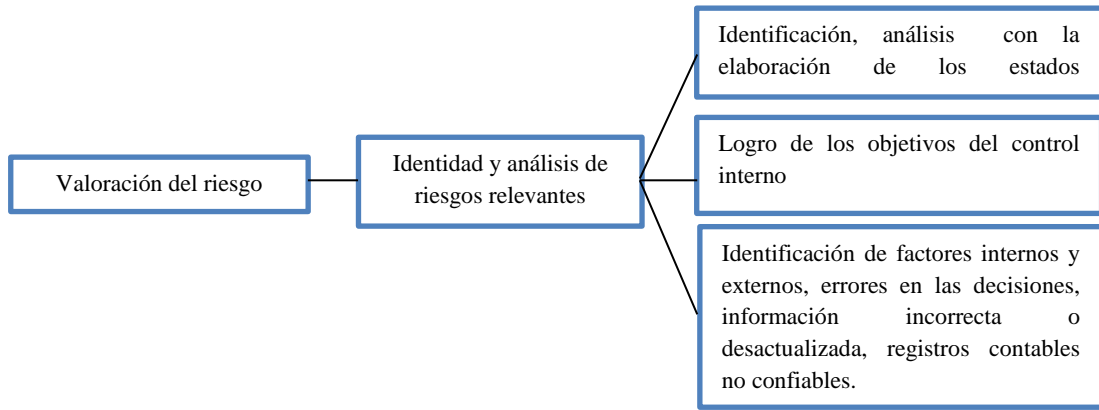 Valoración del riesgo
Identidad y análisis de
riesgos relevantes
Identificación, análisis con la
elaboración de los estados
Logro de los objetivos del control
interno
Identificación de factores internos y
externos, errores en las decisiones,
información incorrecta o
desactualizada, registros contables
no confiables.